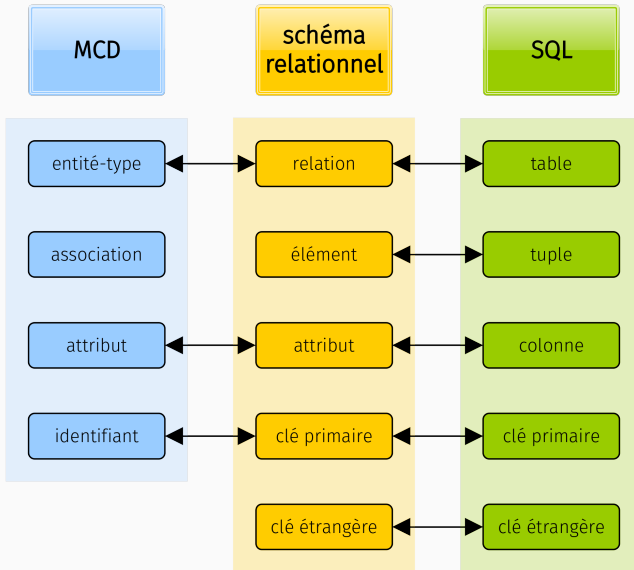 MCD
schéma
relationnel
SQL
entité-type
relation
table
association
élément
tuple
attribut
attribut
colonne
identifiant
clé primaire
clé primaire
clé étrangère
clé étrangère